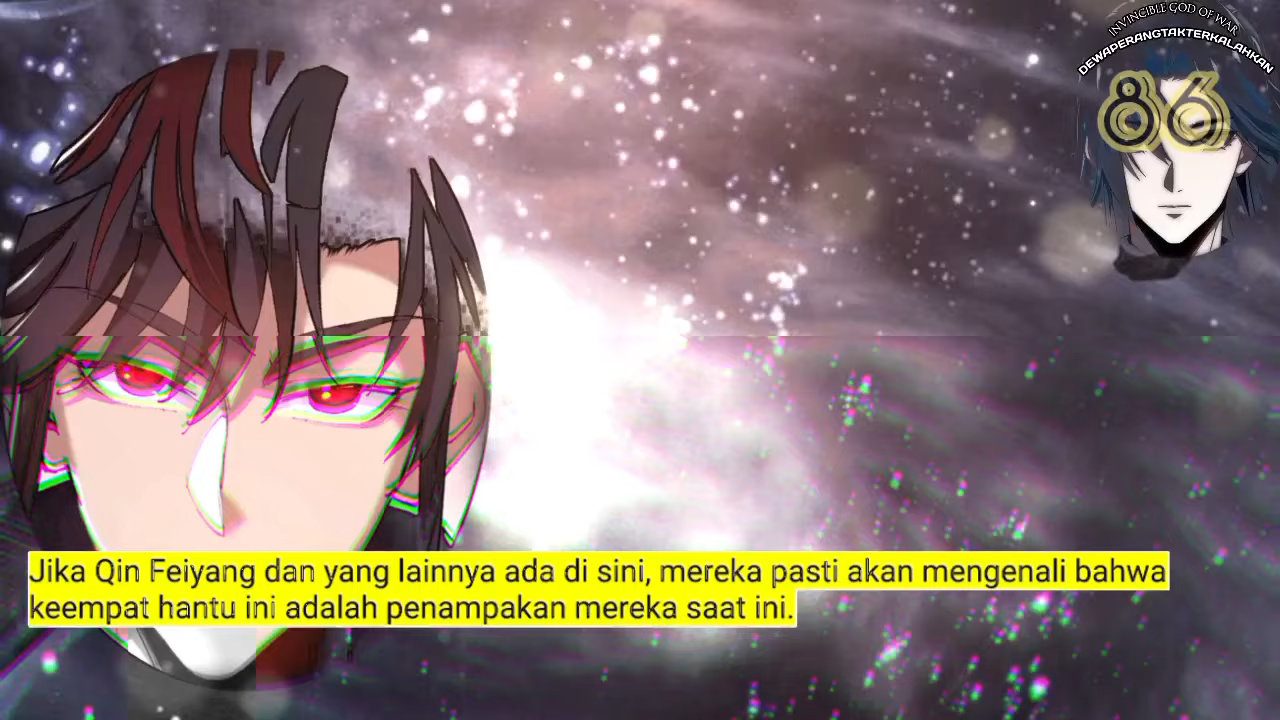 INVINCIBLE GOD OF WAR
DEWAPERANGTAKTERKALAHKAN
86
Jika Qin Feiyang dan yang lainnya ada di sini, mereka pasti akan mengenali bahwa
keempat hantu ini adalah penampakan mereka saat ini.